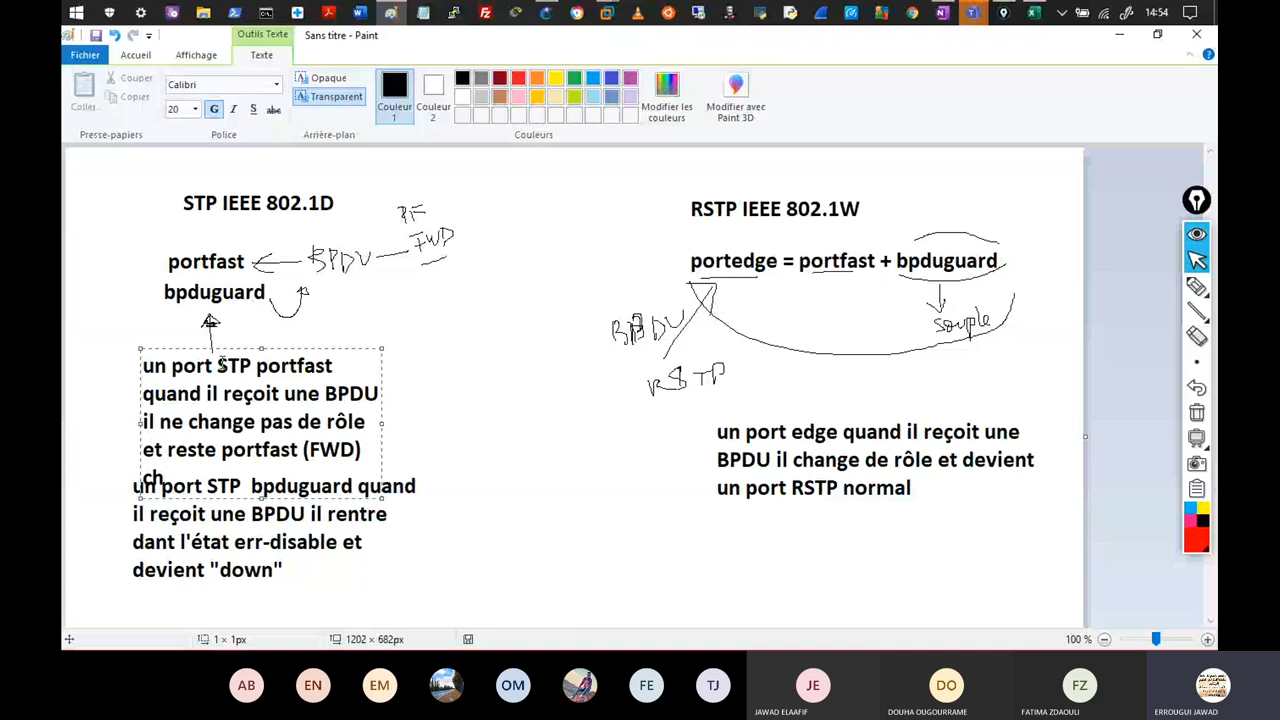 14:54
Outils Texte
Sans titre - Paint
Fichier
Accueil
Affichage
Texte
Coller
Couper
Copier
Presse-papiers
Calibri
20
G
I
S
abc
Police
Opaque
Transparent
Arrière-plan
Couleur 1
Couleur 2
Modifier les couleurs
Modifier avec Paint 3D
Couleurs
STP IEEE 802.1D
portfast
BPDU
PF
FWD
bpduguard
un port STP portfast
quand il reçoit une BPDU
il ne change pas de rôle
et reste portfast (FWD)
ch
un port STP bpduguard quand
il reçoit une BPDU il rentre
dant l'état err-disable et
devient "down"
RSTP IEEE 802.1W
portedge = portfast + bpduguard
souple
BPDU
RSTP
un port edge quand il reçoit une
BPDU il change de rôle et devient
un port RSTP normal
1 × 1px
1202 × 682px
100 %
AB
EN
EM
OM
FE
TJ
JE
JAWAD ELAAFIF
DO
DOUHA OUGOURRAME
FZ
FATIMA ZDAOULI
ERROUGUI JAWAD